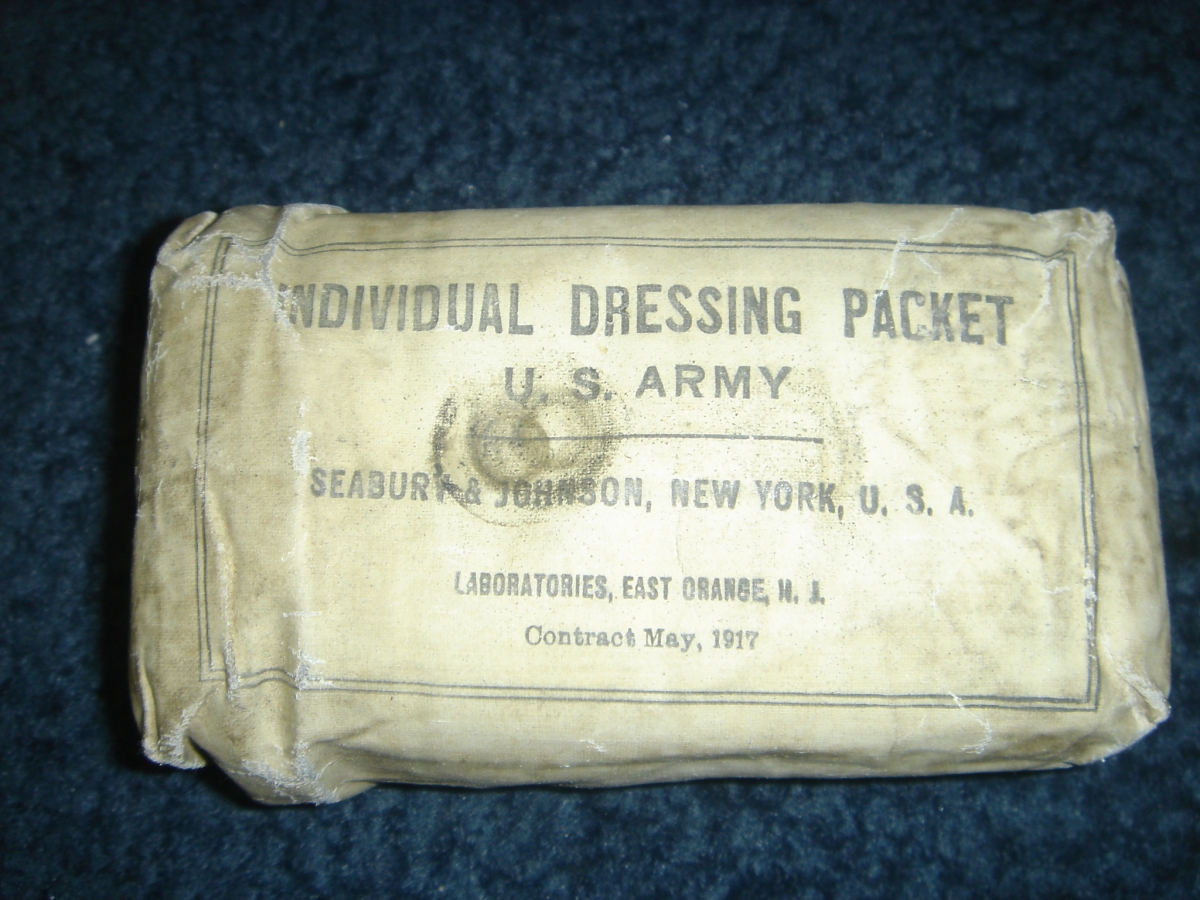 INDIVIDUAL DRESSING PACKET
U. S. ARMY
SEABURY & JOHNSON, NEW YORK, U. S. A.
LABORATORIES, EAST ORANGE, N. J.
Contract May, 1917